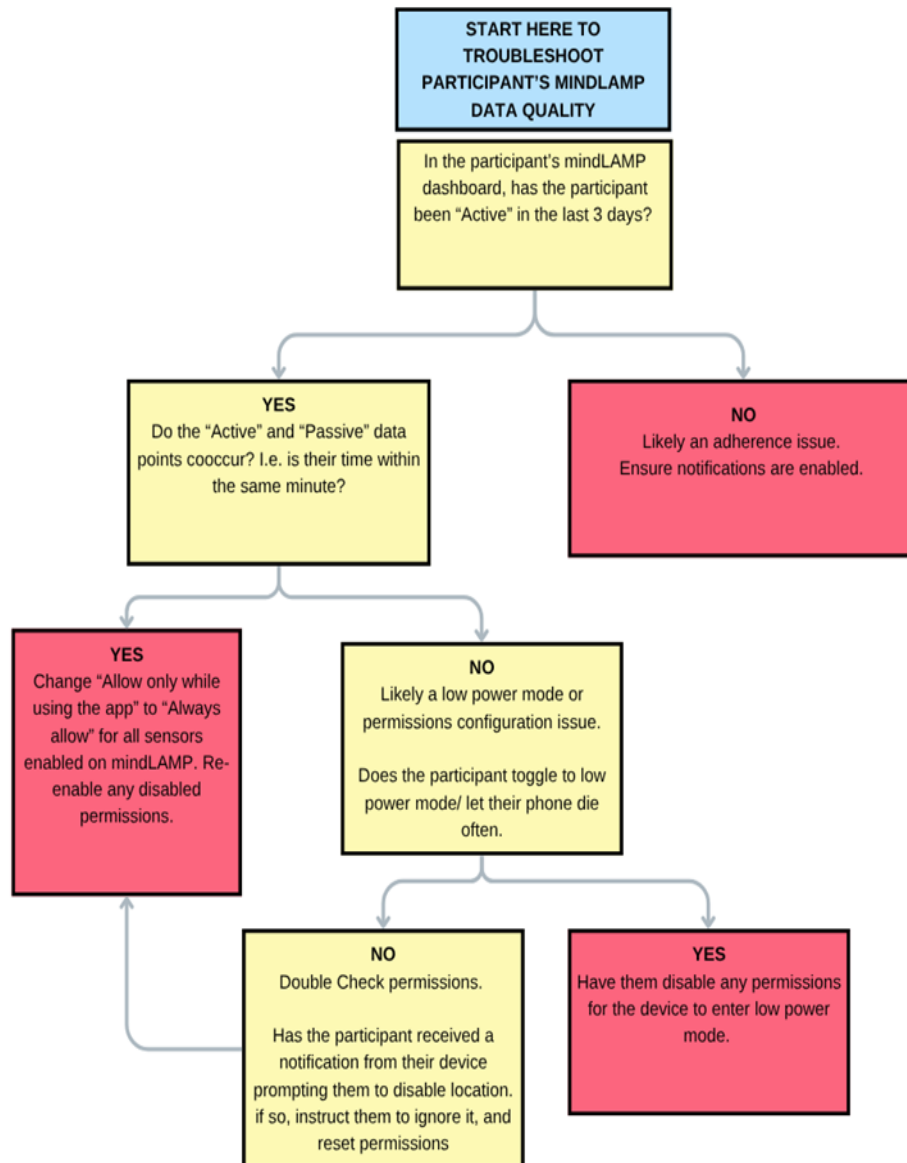 START HERE TO
TROUBLESHOOT
PARTICIPANT'S MINDLAMP
DATA QUALITY
In the participant's mindLAMP
dashboard, has the participant
been “Active” in the last 3 days?
YES
Do the “Active” and “Passive” data
points cooccur? I.e. is their time within
the same minute?
NO
Likely an adherence issue.
Ensure notifications are enabled.
YES
Change “Allow only while
using the app” to “Always
allow” for all sensors
enabled on mindLAMP. Re-
enable any disabled
permissions.
NO
Likely a low power mode or
permissions configuration issue.
Does the participant toggle to low
power mode/ let their phone die
often.
NO
Double Check permissions.
Has the participant received a
notification from their device
prompting them to disable location.
if so, instruct them to ignore it, and
reset permissions
YES
Have them disable any permissions
for the device to enter low power
mode.